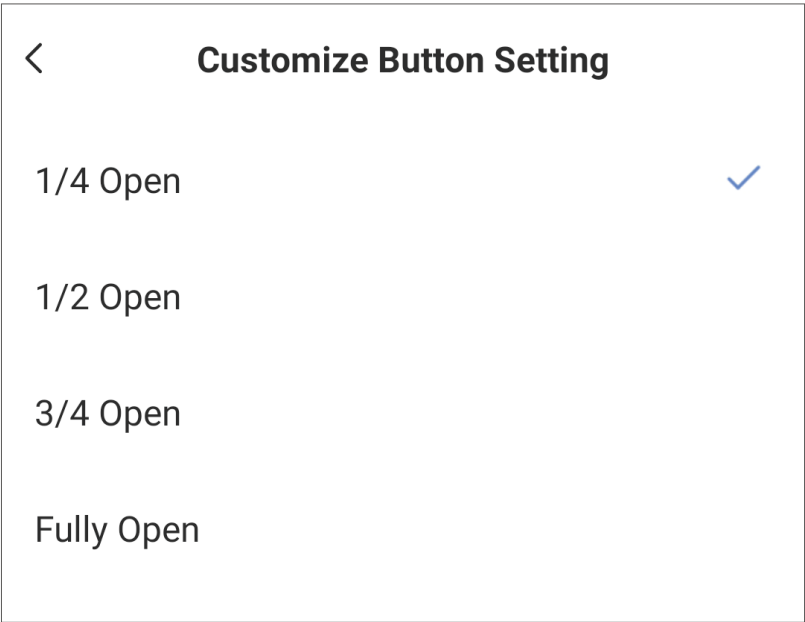 Customize Button Setting
1/4 Open
1/2 Open
3/4 Open
Fully Open